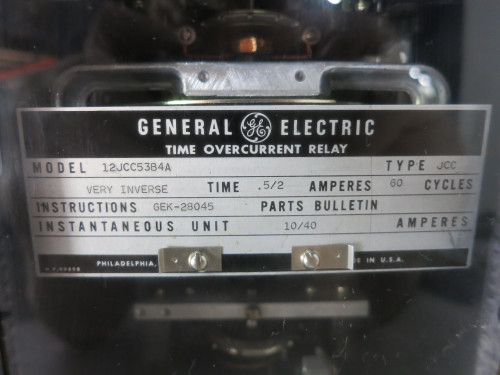 GENERAL GE ELECTRIC
TIME OVERCURRENT RELAY
MODEL 12JCC53B4A TYPE JCC
VERY INVERSE TIME .5/2 AMPERES 60 CYCLES
INSTRUCTIONS GEK-28045 PARTS BULLETIN
INSTANTANEOUS UNIT 10/40 AMPERES
PHILADELPHIA, IN U.S.A.